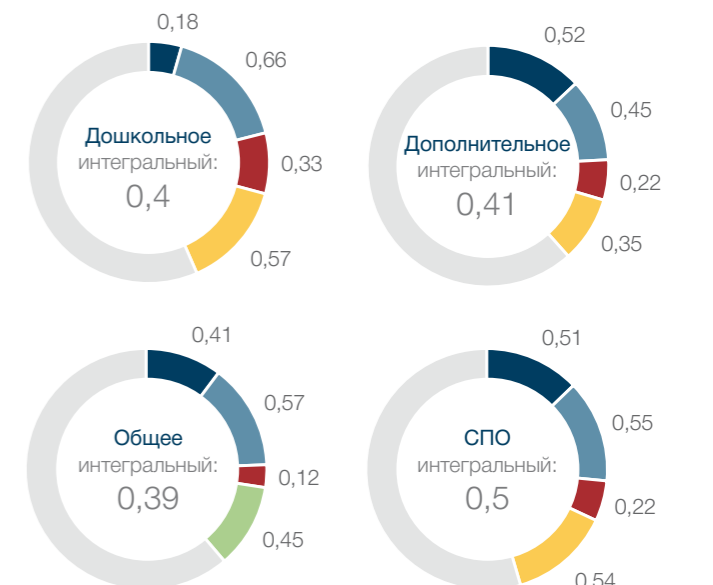 0,18
0,66
0,33
0,57
Дошкольное
интегральный:
0,4
0,52
0,45
0,22
0,35
Дополнительное
интегральный:
0,41
0,41
0,57
0,12
0,45
Общее
интегральный:
0,39
0,51
0,55
0,22
0,54
СПО
интегральный:
0,5